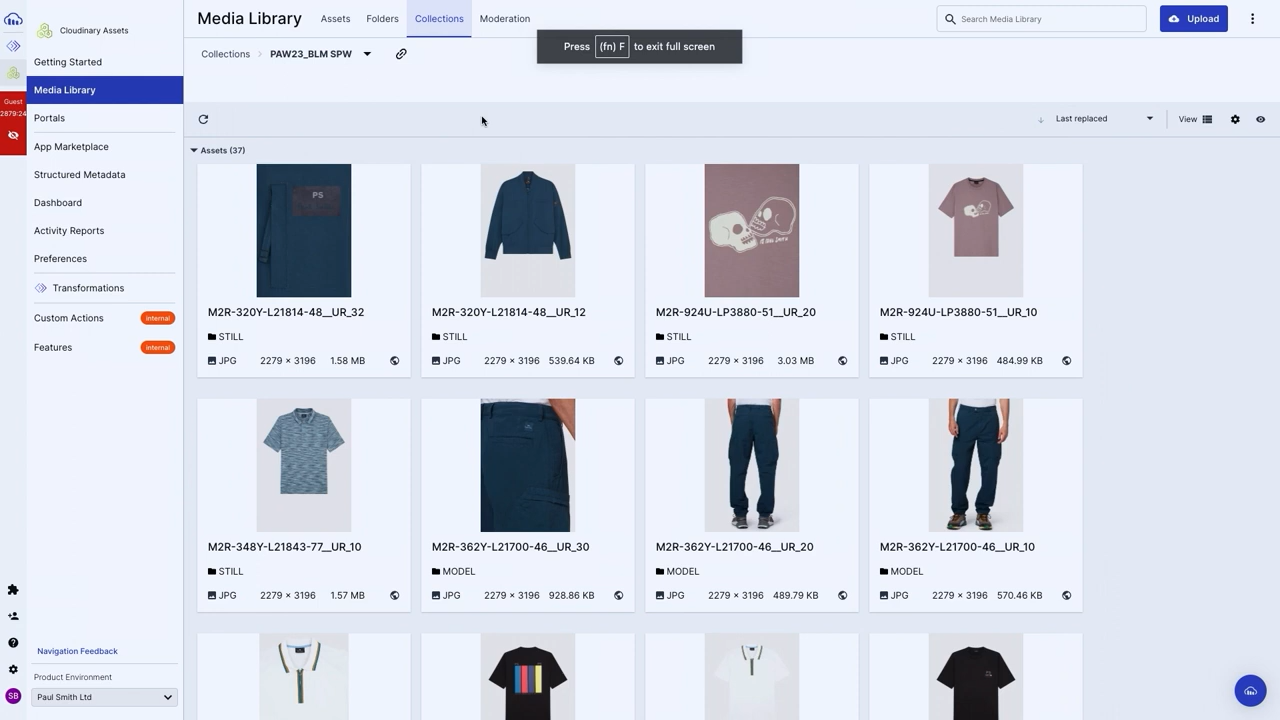 Cloudinary Assets
Getting Started
Media Library
Portals
App Marketplace
Structured Metadata
Dashboard
Activity Reports
Preferences
Transformations
Custom Actions
Internal
Features
Internal
Guest
2879:24
Navigation Feedback
Product Environment
Paul Smith Ltd
SB
Media Library
Assets
Folders
Collections
Moderation
Search Media Library
Upload
Press (fn) F to exit full screen
Collections > PAW23_BLM SPW
Last replaced
View
Assets (37)
PS
M2R-320Y-L21814-48__UR_32
STILL
JPG 2279 × 3196 1.58 MB
M2R-320Y-L21814-48__UR_12
STILL
JPG 2279 × 3196 539.64 KB
M2R-924U-LP3880-51__UR_20
STILL
JPG 2279 × 3196 3.03 MB
M2R-924U-LP3880-51__UR_10
STILL
JPG 2279 × 3196 484.99 KB
M2R-348Y-L21843-77__UR_10
STILL
JPG 2279 × 3196 1.57 MB
M2R-362Y-L21700-46__UR_30
MODEL
JPG 2279 × 3196 928.86 KB
M2R-362Y-L21700-46__UR_20
MODEL
JPG 2279 × 3196 489.79 KB
M2R-362Y-L21700-46__UR_10
MODEL
JPG 2279 × 3196 570.46 KB